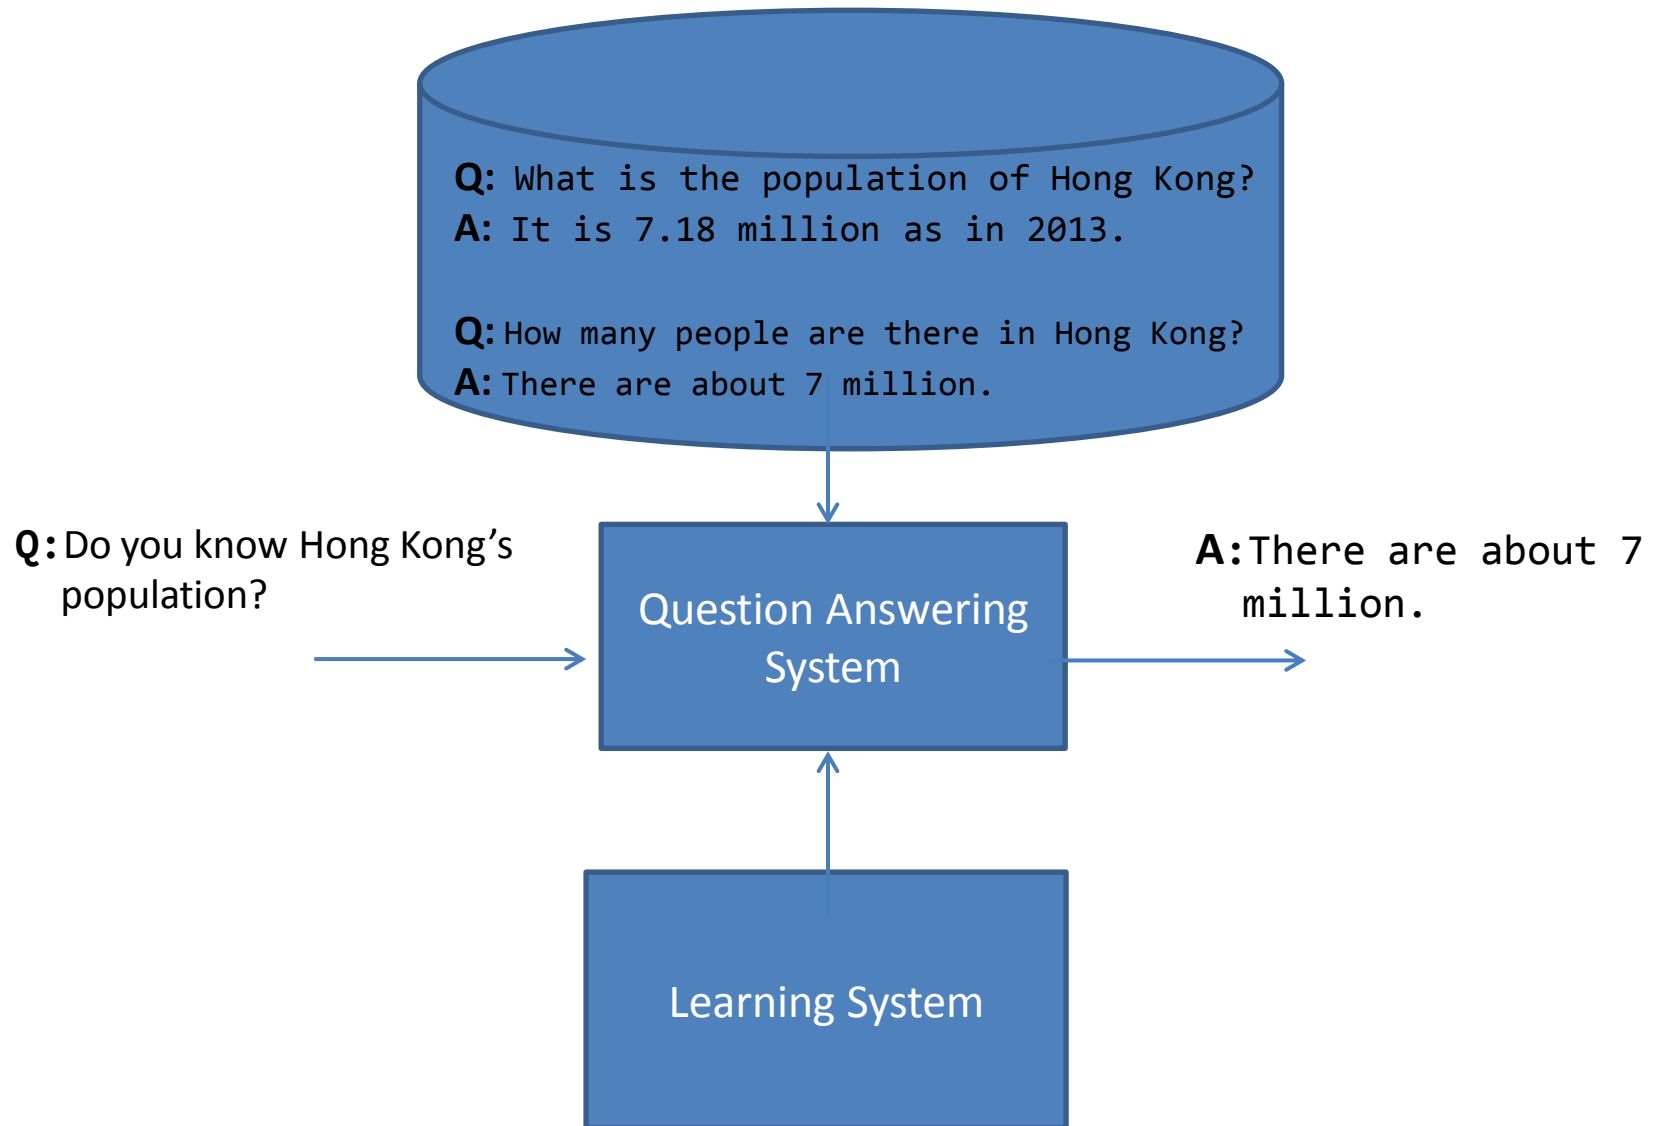 Q: What is the population of Hong Kong?
A: It is 7.18 million as in 2013.
Q: How many people are there in Hong Kong?
A: There are about 7 million.
Q: Do you know Hong Kong’s
population?
Question Answering
System
A: There are about 7
million.
Learning System